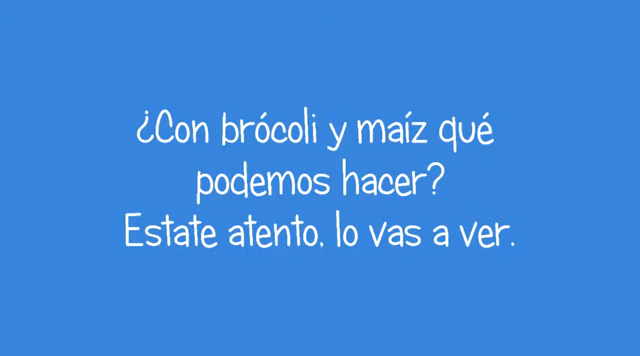 ¿Con brócoli y maíz qué
podemos hacer?
Estate atento, lo vas a ver.